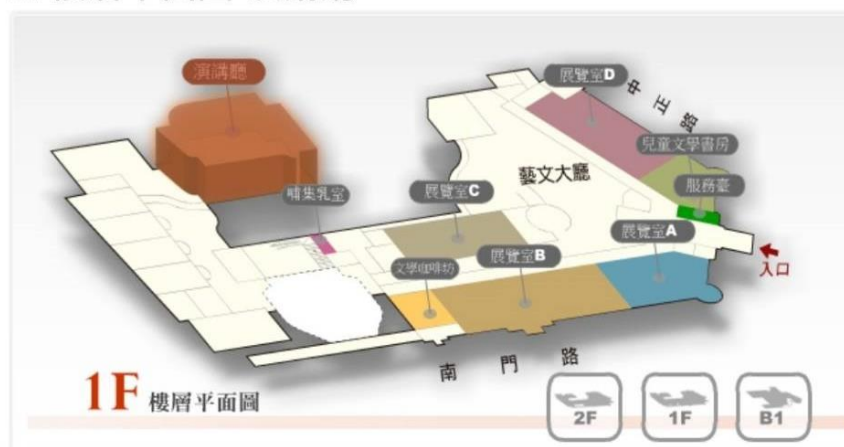 演講廳
展覽室D
中正路
兒童文學書房
藝文大廳
服務臺
哺集乳室
展覽室C
展覽室A
展覽室B
文學咖啡坊
入口
南門路
1F 樓層平面圖
2F
1F
B1